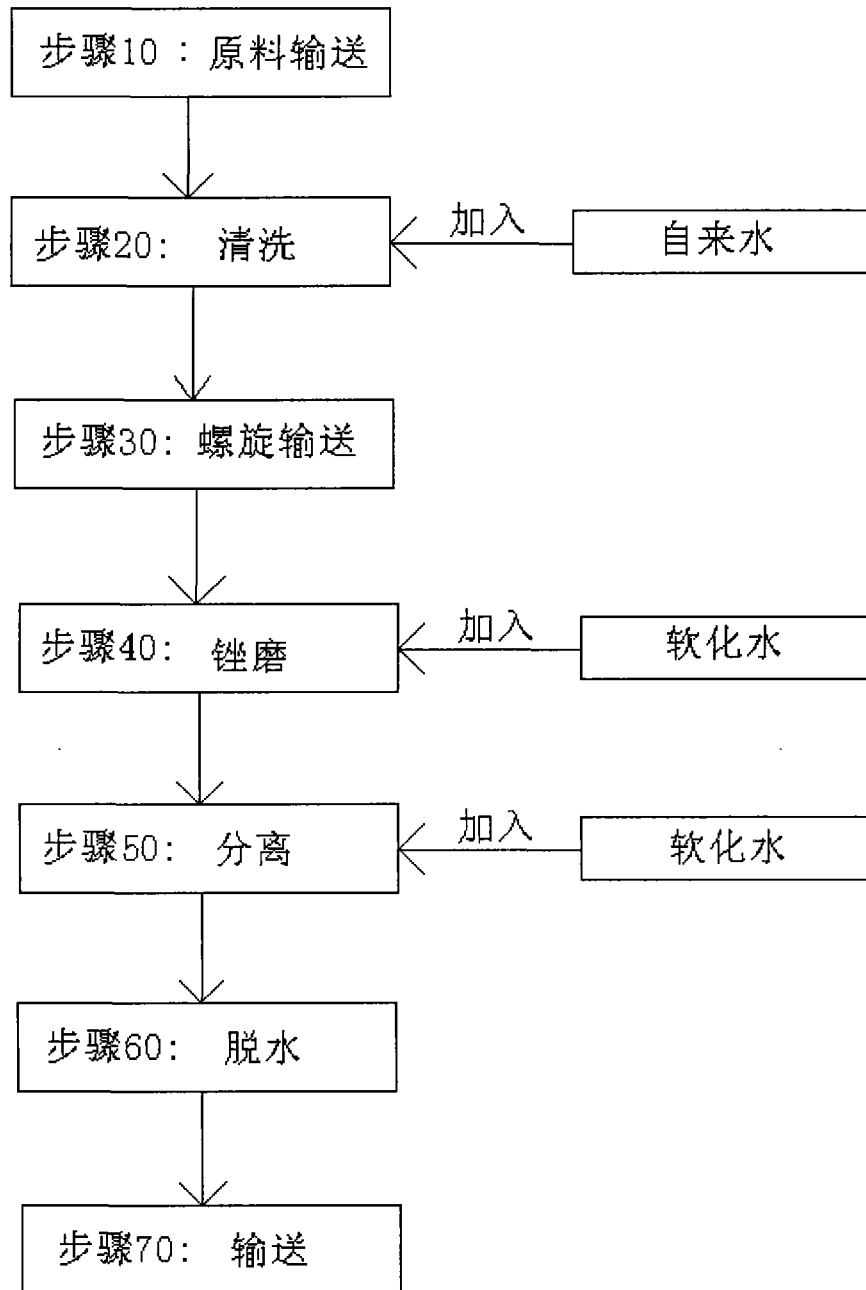 步骤10：原料输送
步骤20： 清洗
加入
自来水
步骤30：螺旋输送
步骤40： 锉磨
加入
软化水
步骤50： 分离
加入
软化水
步骤60： 脱水
步骤70： 输送